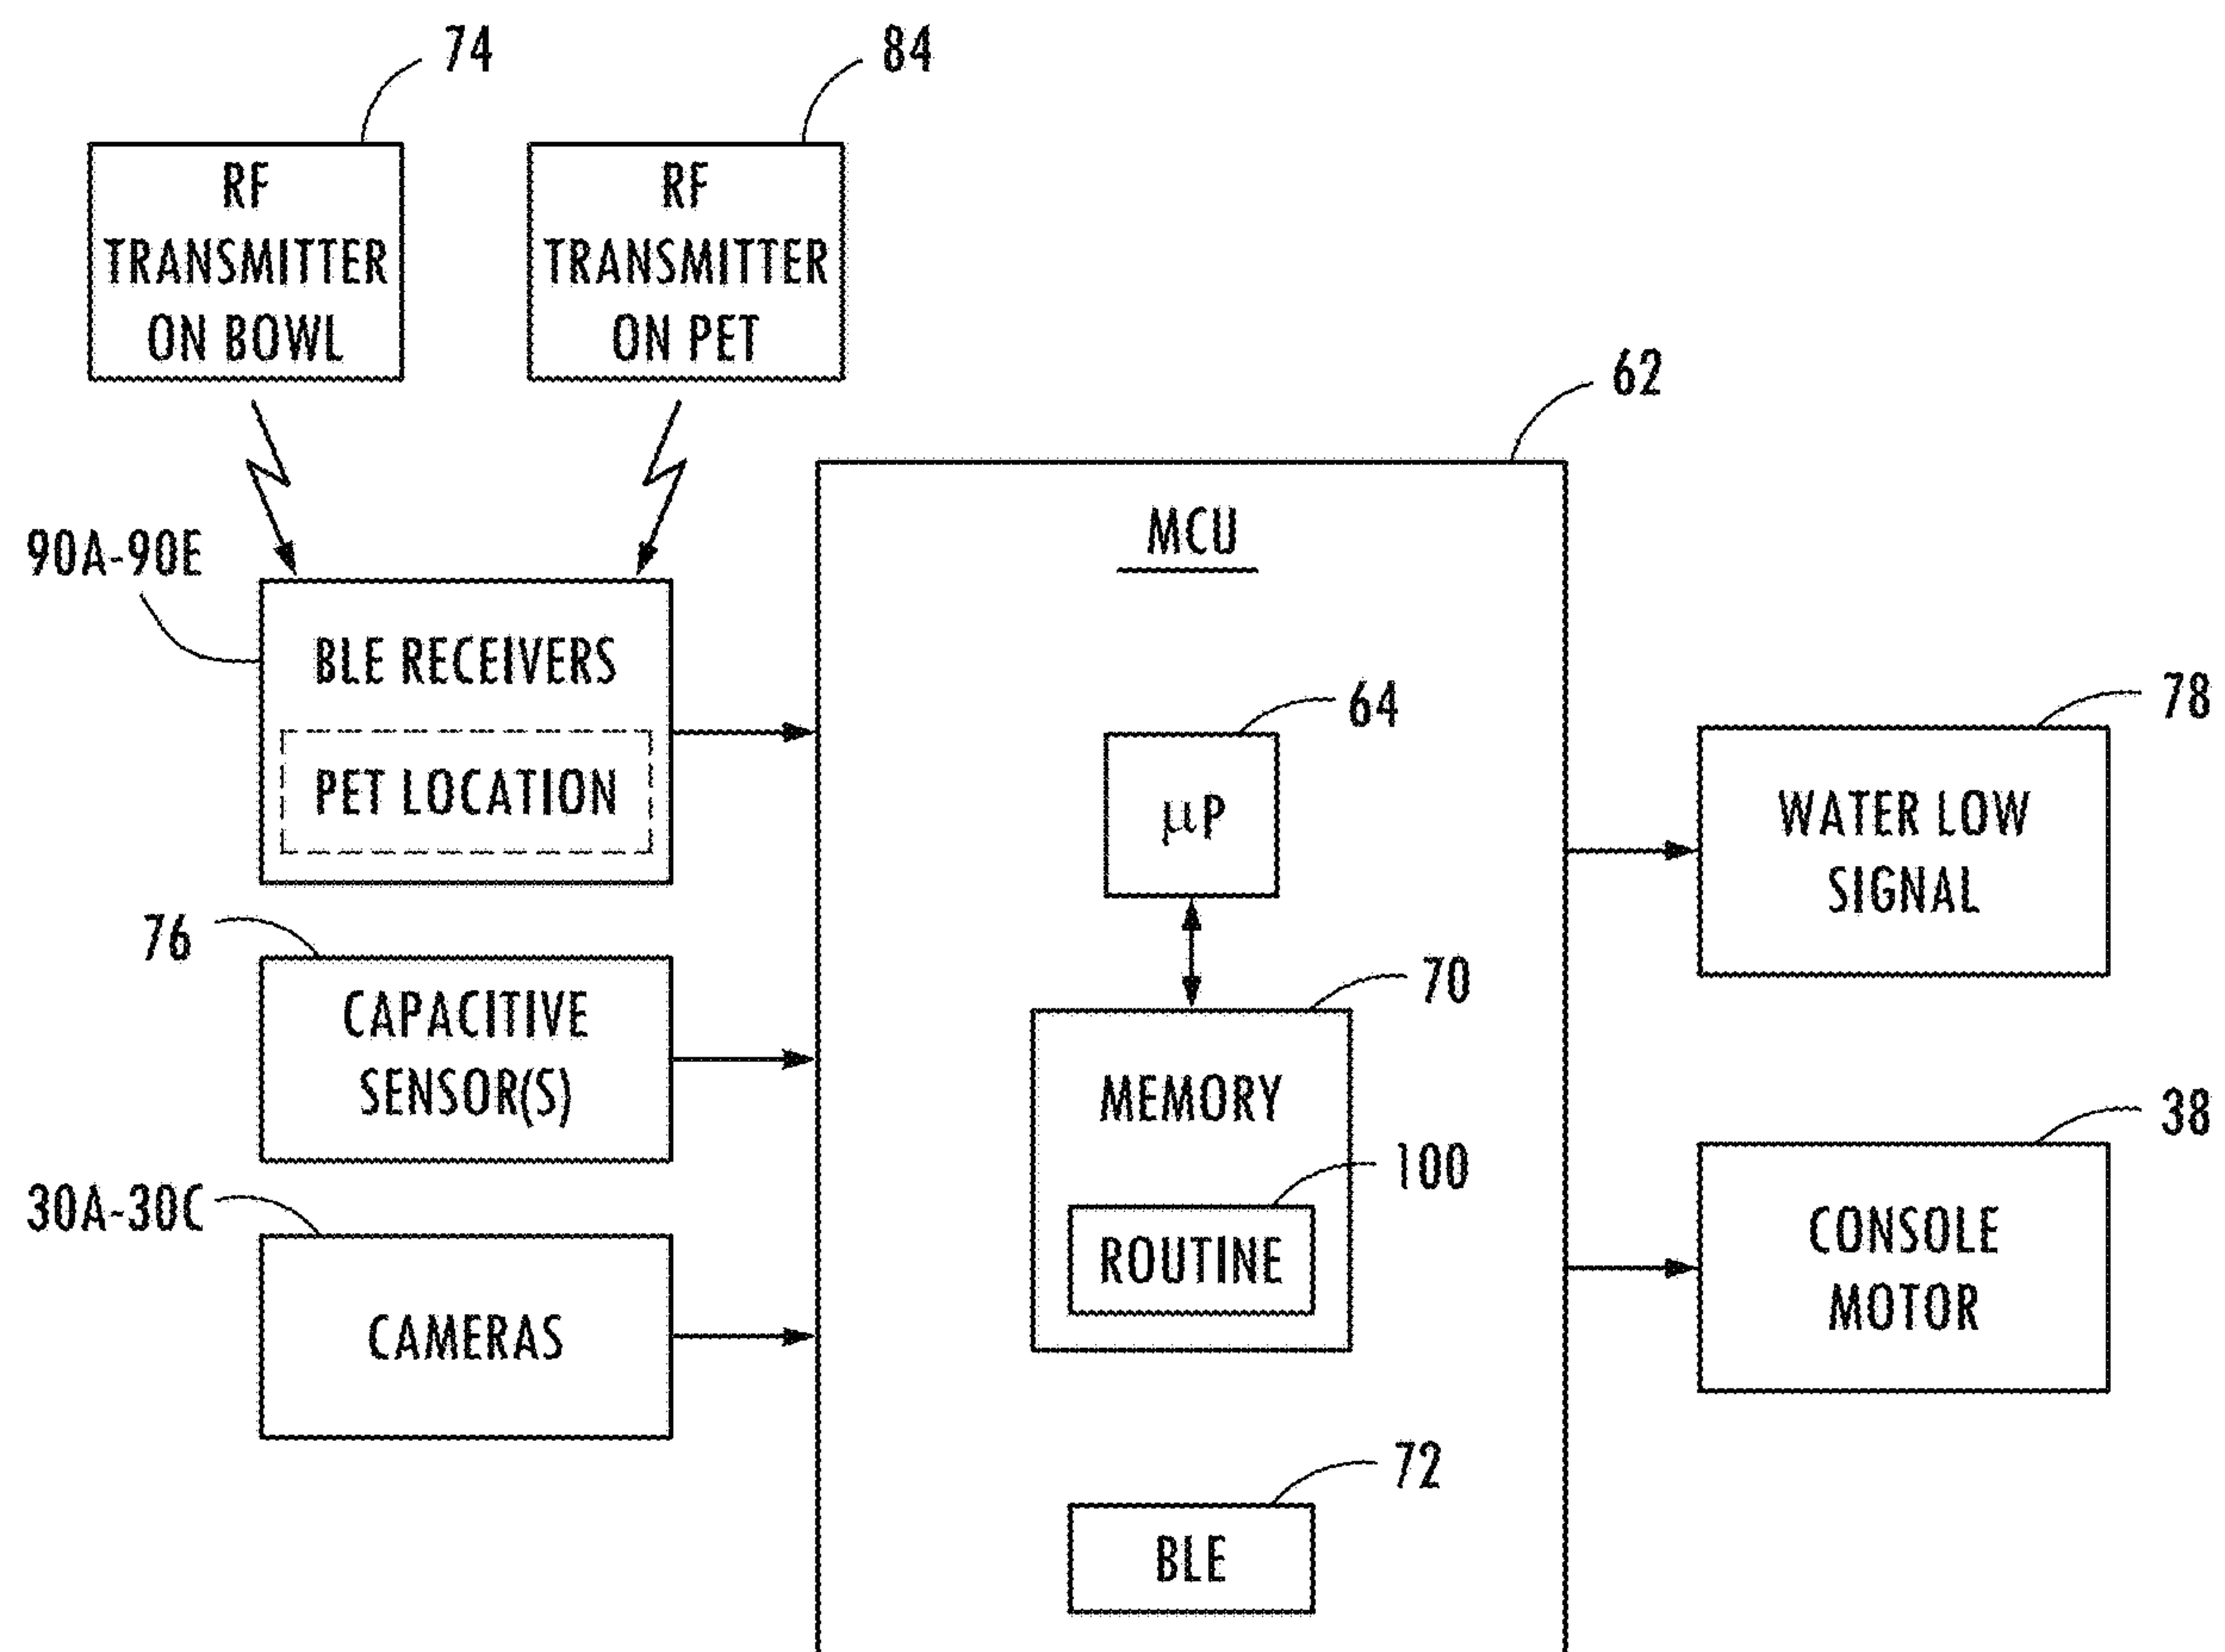 74
84
RF
TRANSMITTER
ON BOWL
RF
TRANSMITTER
ON PET
62
90A-90E
MCU
BLE RECEIVERS
PET LOCATION
64
μP
78
WATER LOW
SIGNAL
76
CAPACITIVE
SENSOR(S)
70
MEMORY
100
ROUTINE
38
CONSOLE
MOTOR
30A-30C
CAMERAS
72
BLE